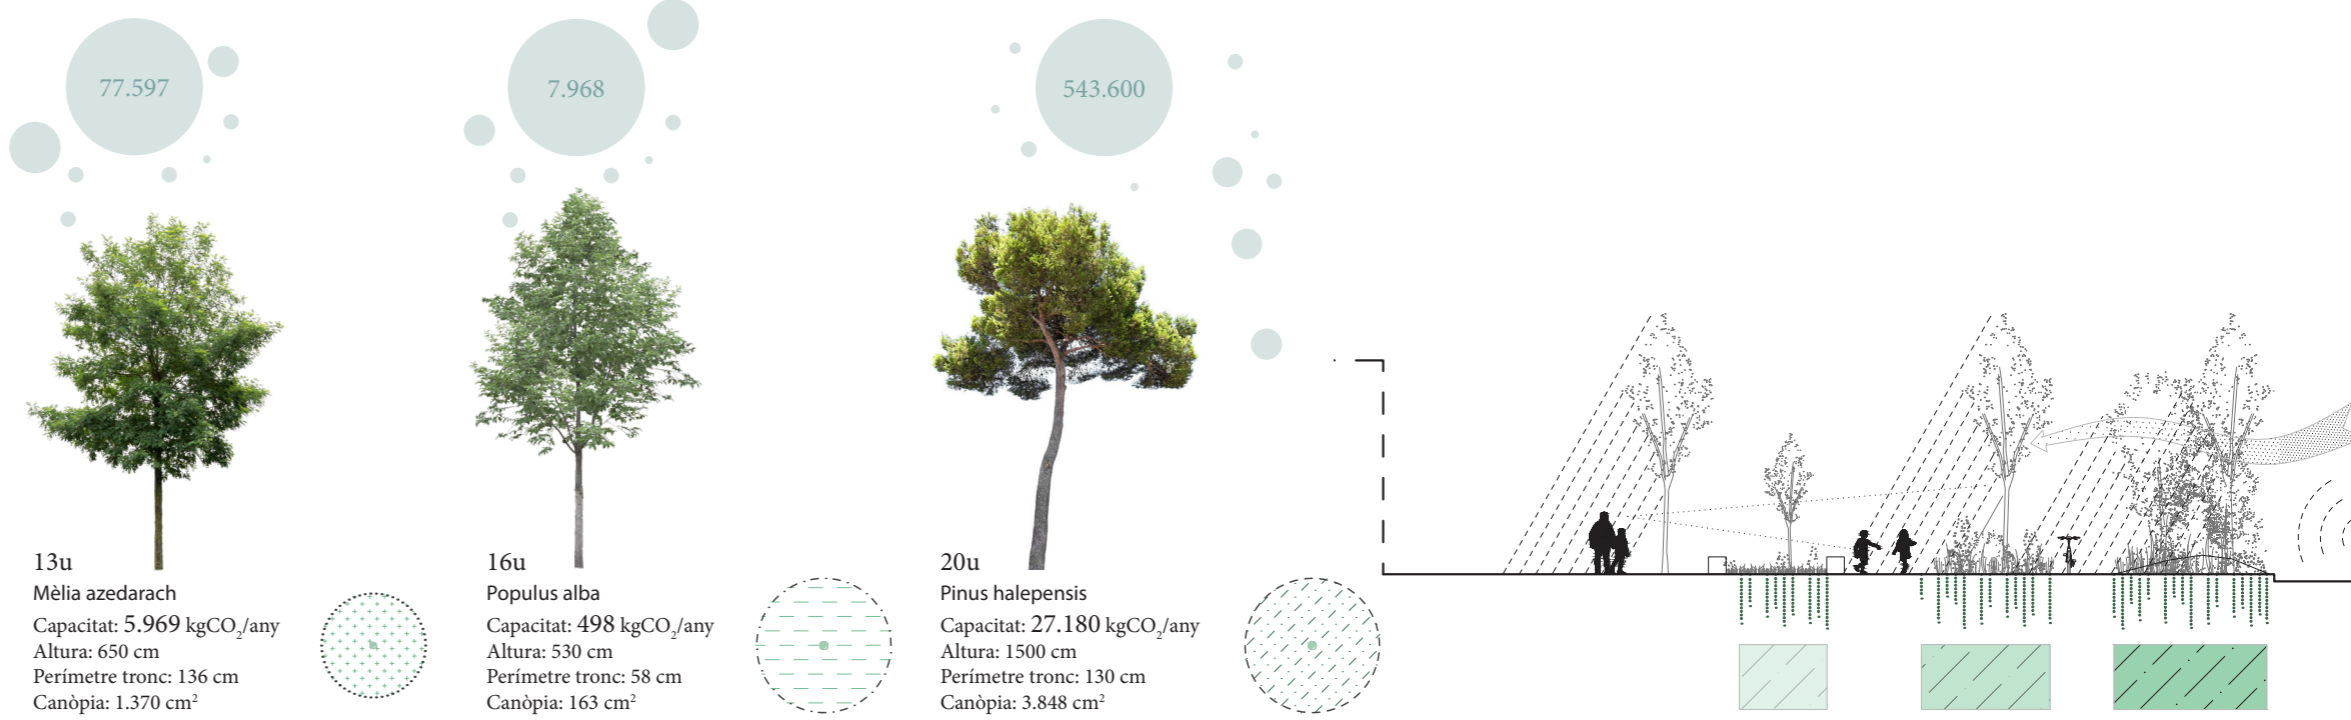 77.597
13u
Mèlia azedarach
Capacitat: 5.969 kgCO₂/any
Altura: 650 cm
Perímetre tronc: 136 cm
Canòpia: 1.370 cm²
7.968
16u
Populus alba
Capacitat: 498 kgCO₂/any
Altura: 530 cm
Perímetre tronc: 58 cm
Canòpia: 163 cm²
543.600
20u
Pinus halepensis
Capacitat: 27.180 kgCO₂/any
Altura: 1500 cm
Perímetre tronc: 130 cm
Canòpia: 3.848 cm²